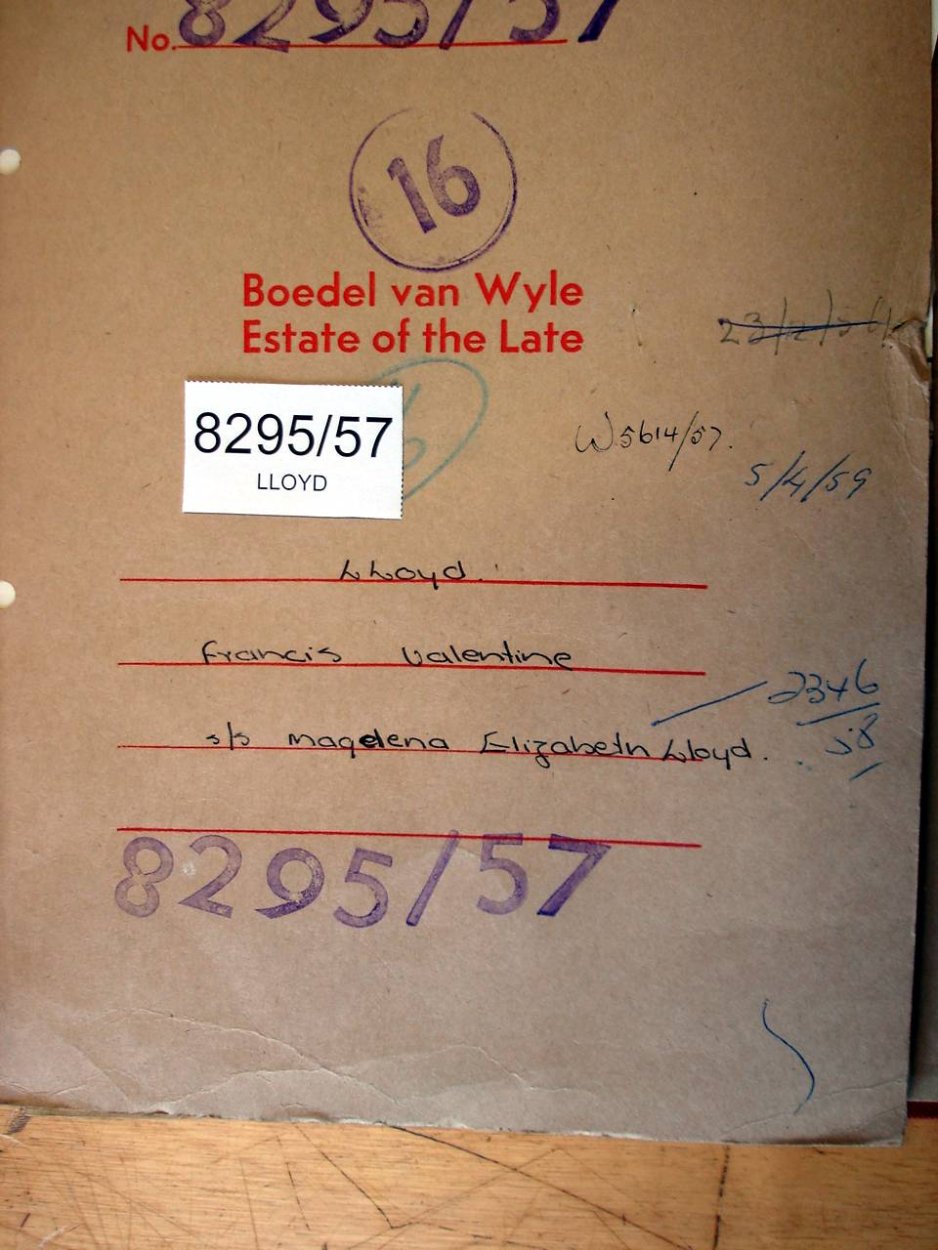 No. 8295/57
16
Boedel van Wyle
Estate of the Late
8295/57
LLOYD
W5614/57.
5/4/59
Lloyd.
Francis Valentine
2346
58
s/s Magdelena Elizabeth Lloyd.
8295/57